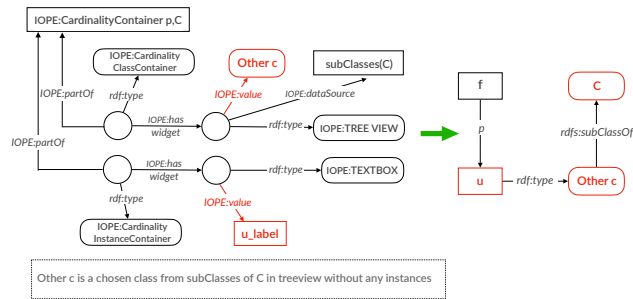 IOPE:CardinalityContainer p,C
IOPE:Cardinality
ClassContainer
Other c
subClasses(C)
IOPE:partOf
rdf:type
IOPE:value
IOPE:dataSource
IOPE:has
widget
rdf:type
IOPE:TREE VIEW
IOPE:partOf
IOPE:has
widget
rdf:type
IOPE:TEXTBOX
rdf:type
IOPE:value
IOPE:Cardinality
InstanceContainer
u_label
f
C
p
rdfs:subClassOf
u
rdf:type
Other c
Other c is a chosen class from subClasses of C in treeview without any instances